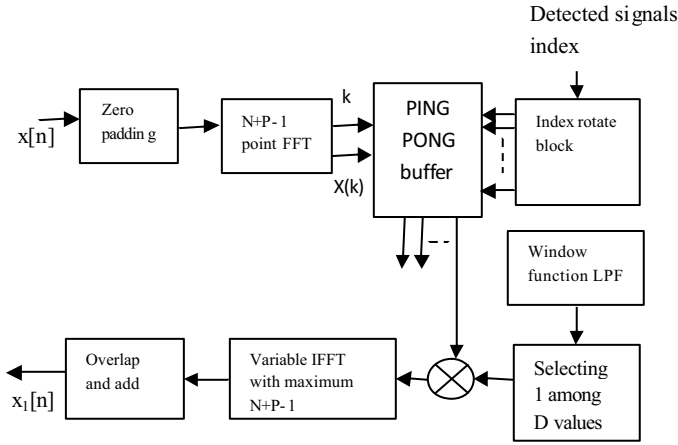 Detected signals
index
x[n]
Zero
paddin g
N+P-1
point FFT
k
X(k)
PING
PONG
buffer
Index rotate
block
Window
function LPF
Selecting
1 among
D values
Variable IFFT
with maximum
N+P-1
Overlap
and add
x₁[n]